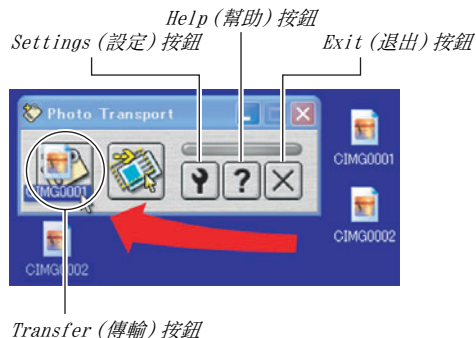 Help (幫助) 按鈕
Settings (設定) 按鈕
Exit (退出) 按鈕
Photo Transport
CIMG0001
CIMG0001
CIMG0002
CIMG0002
Transfer (傳輸) 按鈕